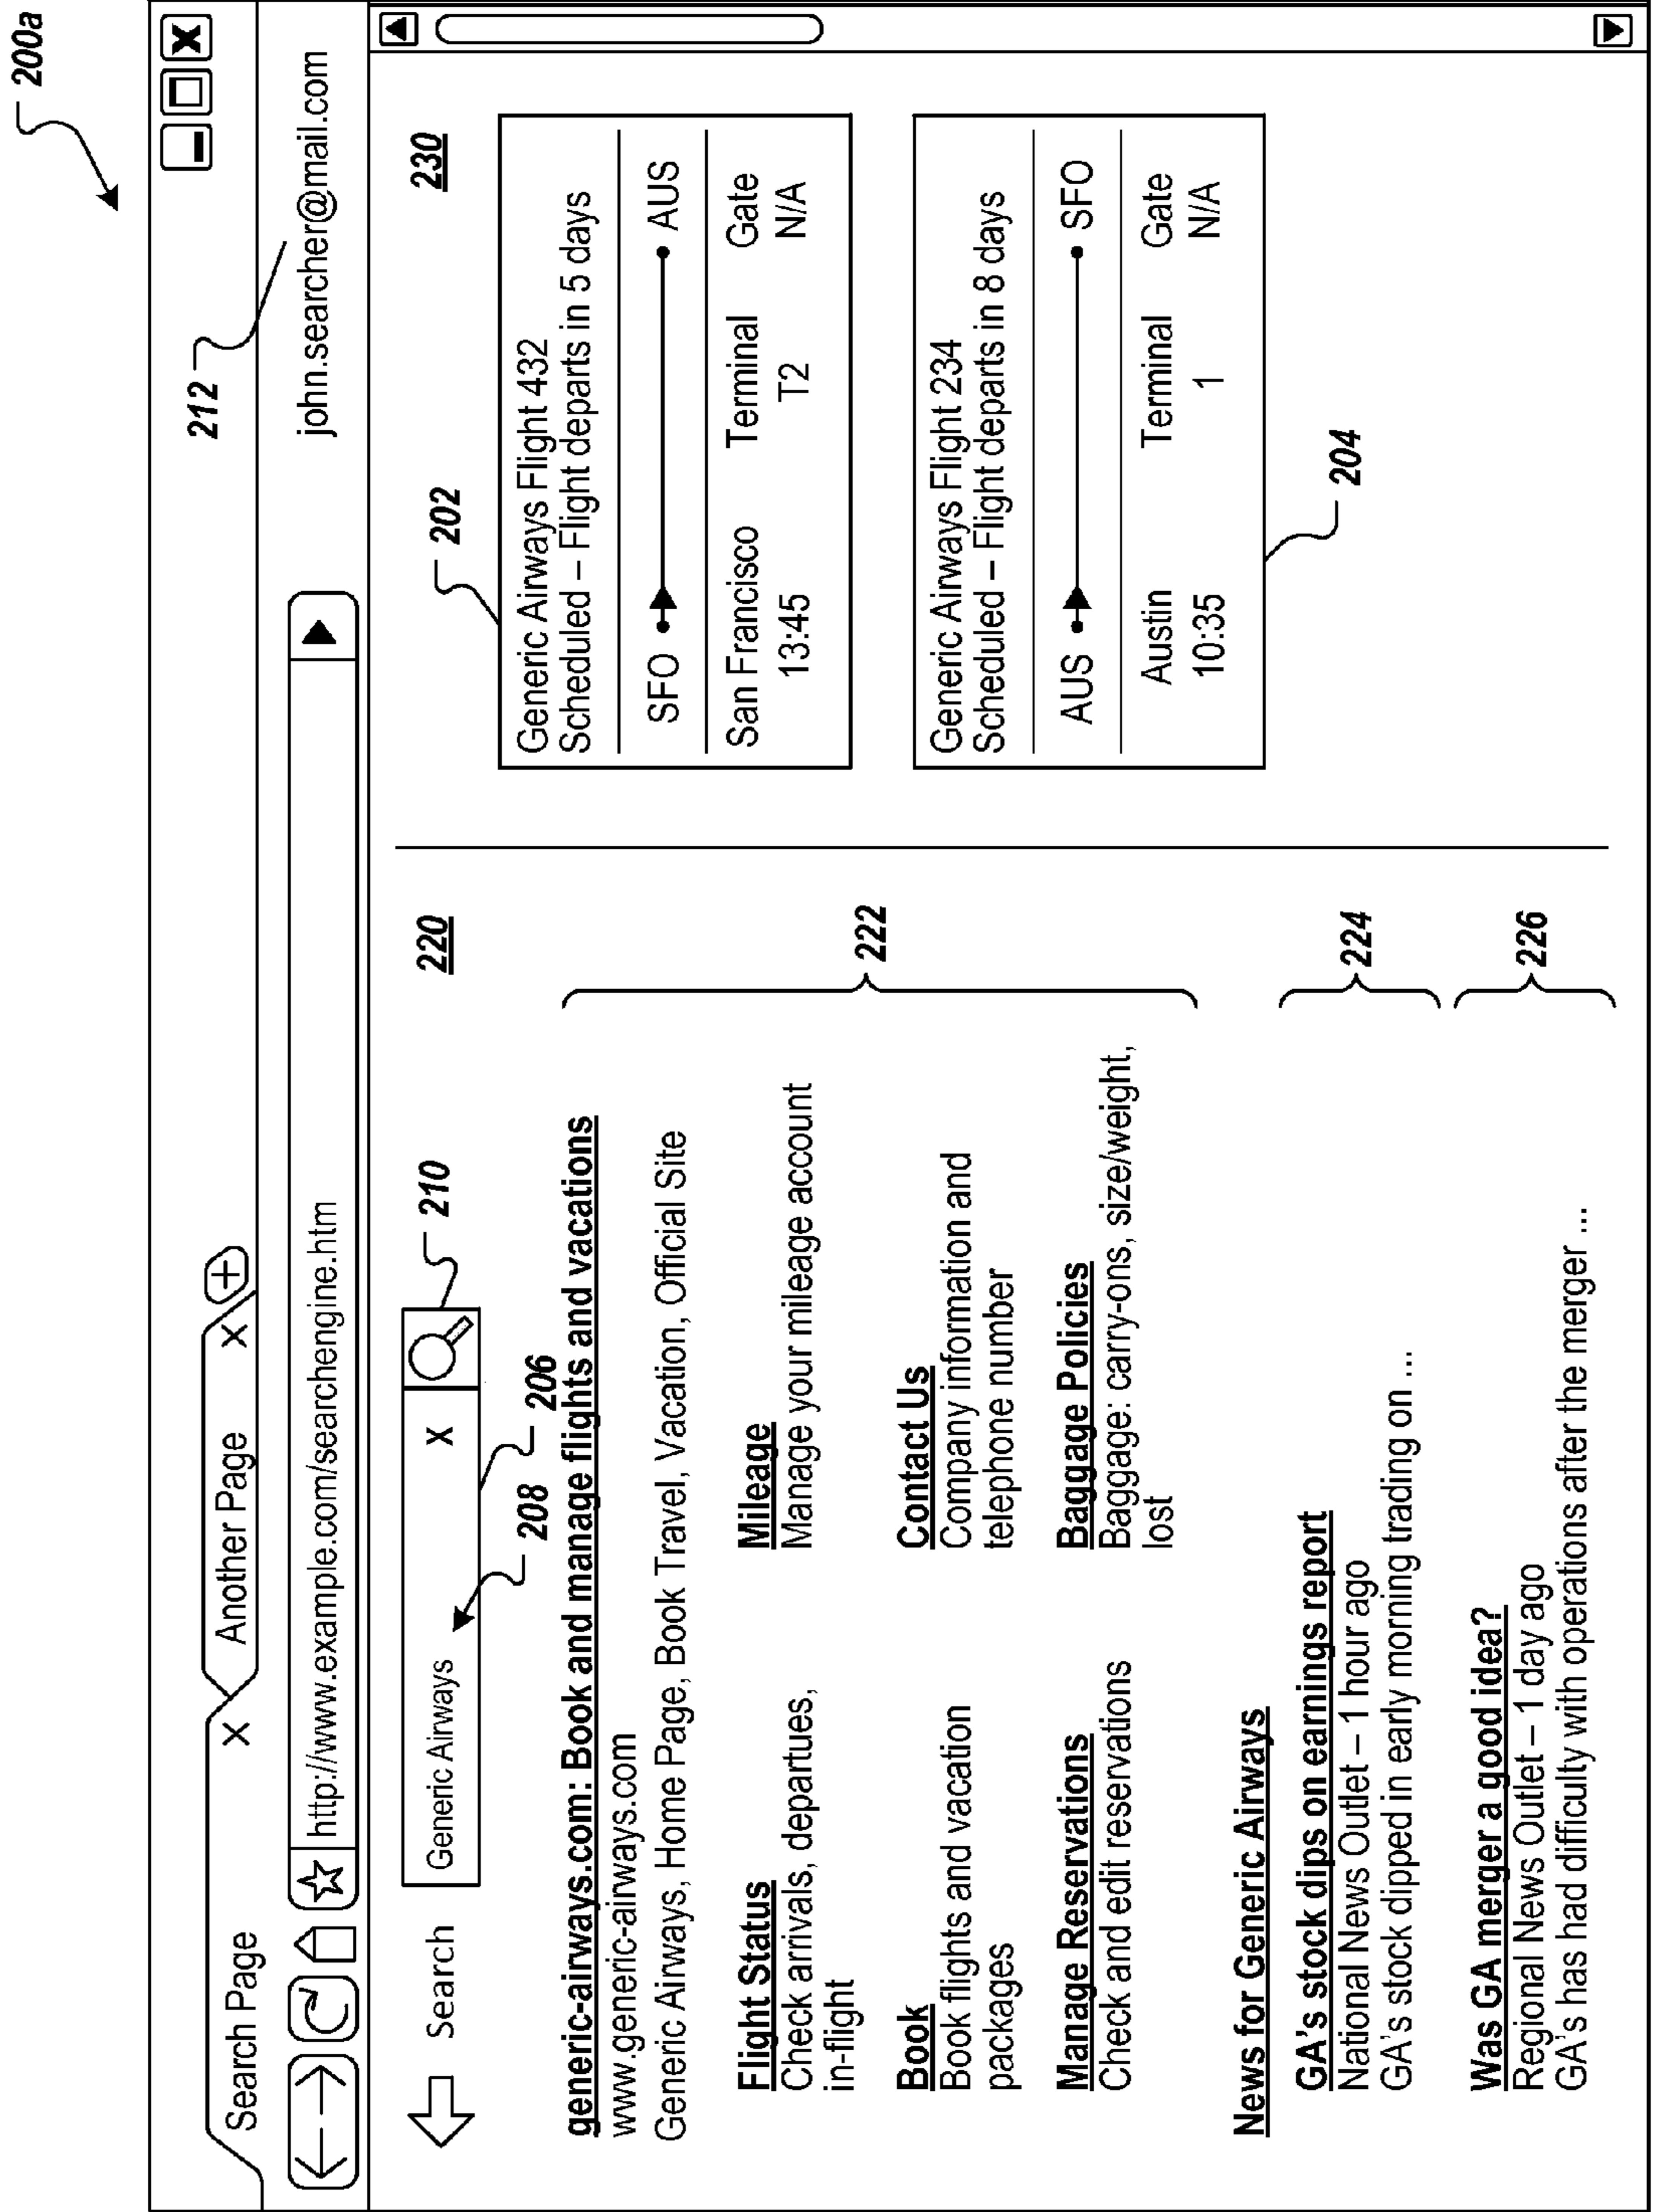 200a
Search Page X
Another Page X
212
http://www.example.com/searchengine.htm
john.searcher@mail.com
Search
Generic Airways X
208
206
210
220
generic-airways.com: Book and manage flights and vacations
www.generic-airways.com
Generic Airways, Home Page, Book Travel, Vacation, Official Site
Flight Status
Check arrivals, departues,
in-flight
Mileage
Manage your mileage account
Book
Book flights and vacation
packages
Contact Us
Company information and
telephone number
Manage Reservations
Check and edit reservations
Baggage Policies
Baggage: carry-ons, size/weight,
lost
222
News for Generic Airways
GA's stock dips on earnings report
National News Outlet – 1 hour ago
GA's stock dipped in early morning trading on ...
224
Was GA merger a good idea?
Regional News Outlet – 1 day ago
GA's has had difficulty with operations after the merger ...
226
202
230
Generic Airways Flight 432
Scheduled – Flight departs in 5 days
SFO AUS
San Francisco Terminal Gate
13:45 T2 N/A
Generic Airways Flight 234
Scheduled – Flight departs in 8 days
AUS SFO
Austin Terminal Gate
10:35 1 N/A
204